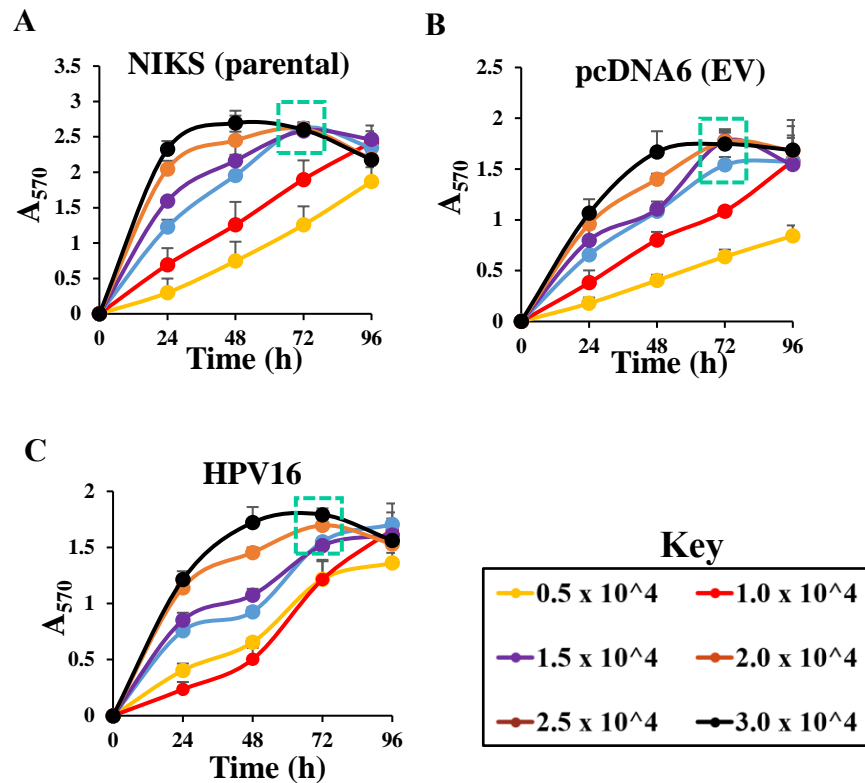 A
NIKS (parental)
3.5
3
2.5
2
1.5
1
0.5
0
A570
0 24 48 72 96
Time (h)
B
pcDNA6 (EV)
2.5
2
1.5
1
0.5
0
A570
0 24 48 72 96
Time (h)
C
HPV16
2
1.5
1
0.5
0
A570
0 24 48 72 96
Time (h)
Key
0.5 x 10^4 1.0 x 10^4
1.5 x 10^4 2.0 x 10^4
2.5 x 10^4 3.0 x 10^4